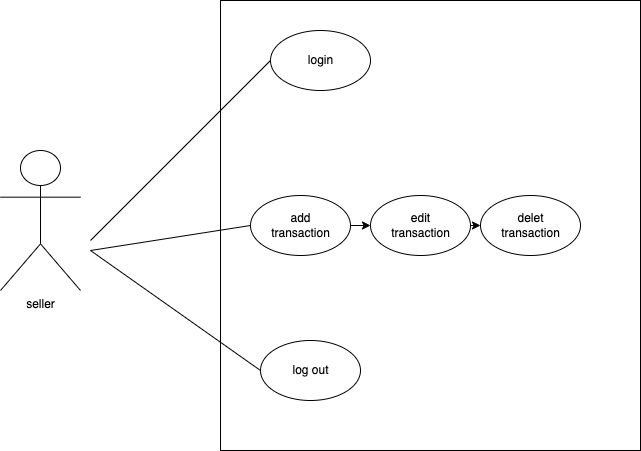 login
seller
add
transaction
edit
transaction
delet
transaction
log out